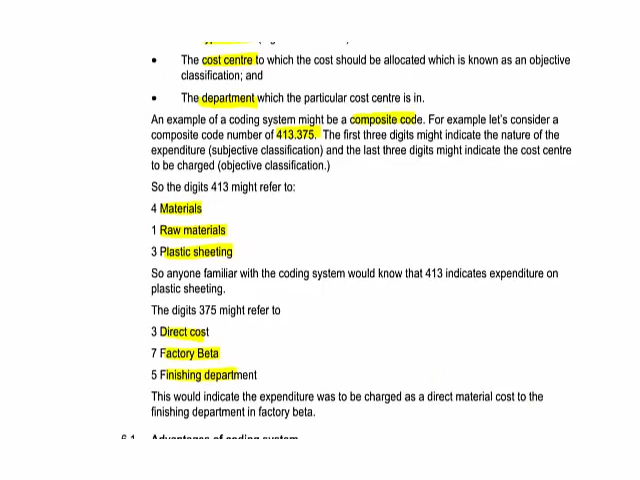 • The cost centre to which the cost should be allocated which is known as an objective
classification; and
• The department which the particular cost centre is in.
An example of a coding system might be a composite code. For example let's consider a
composite code number of 413.375. The first three digits might indicate the nature of the
expenditure (subjective classification) and the last three digits might indicate the cost centre
to be charged (objective classification.)
So the digits 413 might refer to:
4 Materials
1 Raw materials
3 Plastic sheeting
So anyone familiar with the coding system would know that 413 indicates expenditure on
plastic sheeting.
The digits 375 might refer to
3 Direct cost
7 Factory Beta
5 Finishing department
This would indicate the expenditure was to be charged as a direct material cost to the
finishing department in factory beta.
6.1 Advantages of coding system